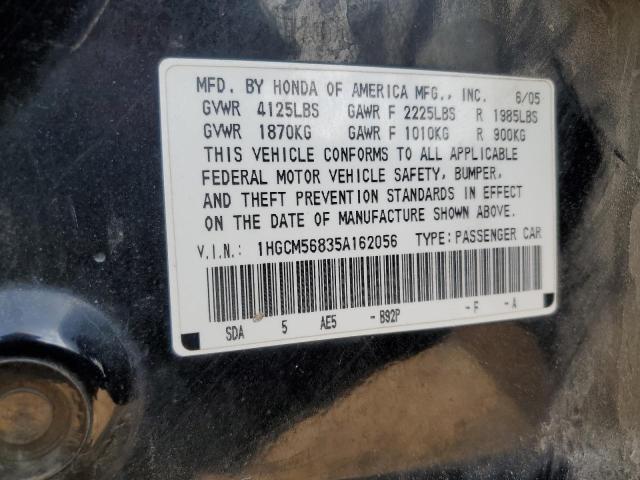 MFD. BY HONDA OF AMERICA MFG., INC. 6/05
GVWR 4125LBS GAWR F 2225LBS R 1985LBS
GVWR 1870KG GAWR F 1010KG R 900KG
THIS VEHICLE CONFORMS TO ALL APPLICABLE
FEDERAL MOTOR VEHICLE SAFETY, BUMPER,
AND THEFT PREVENTION STANDARDS IN EFFECT
ON THE DATE OF MANUFACTURE SHOWN ABOVE.
V.I.N.: 1HGCM56835A162056 TYPE: PASSENGER CAR
SDA 5 AE5 - B92P - F - A